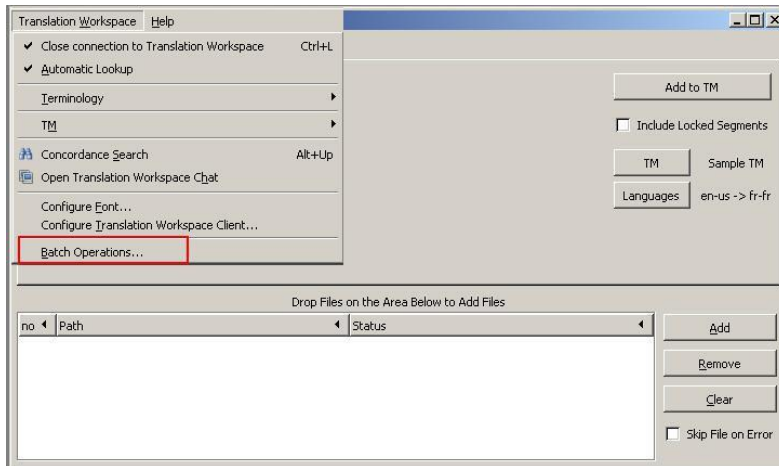 Translation Workspace Help
Close connection to Translation Workspace Ctrl+L
Automatic Lookup
Terminology
TM
Concordance Search Alt+Up
Open Translation Workspace Chat
Configure Font...
Configure Translation Workspace Client...
Batch Operations...
Add to TM
Include Locked Segments
TM Sample TM
Languages en-us -> fr-fr
Drop Files on the Area Below to Add Files
no Path Status
Add
Remove
Clear
Skip File on Error